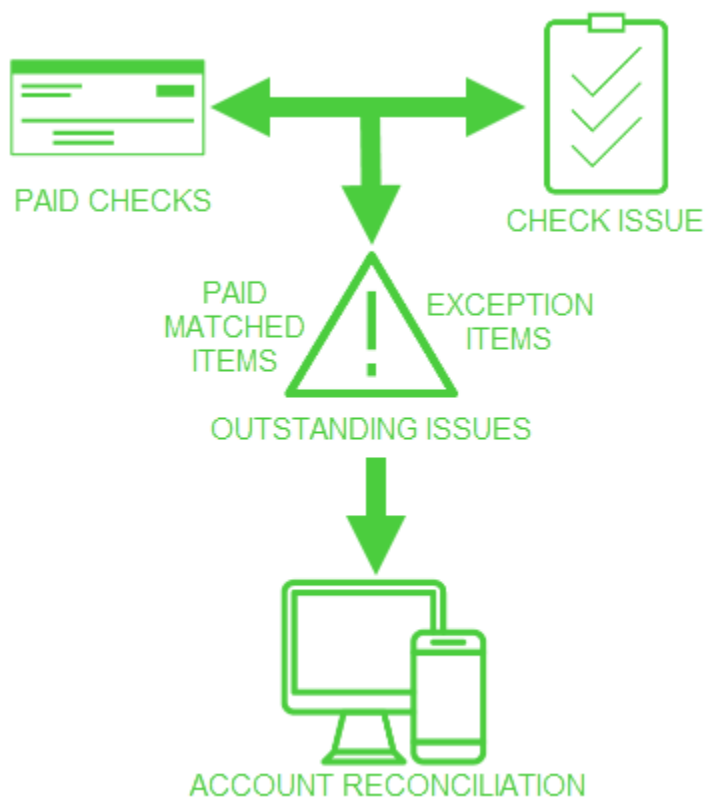 PAID CHECKS
CHECK ISSUE
PAID
MATCHED
ITEMS
EXCEPTION
ITEMS
OUTSTANDING ISSUES
ACCOUNT RECONCILIATION